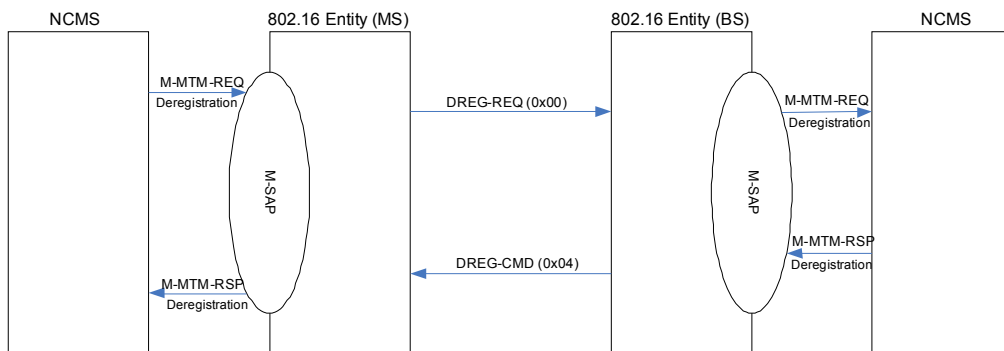 NCMS
802.16 Entity (MS)
802.16 Entity (BS)
NCMS
M-MTM-REQ
Deregistration
DREG-REQ (0x00)
M-MTM-REQ
Deregistration
M-SAP
M-SAP
M-MTM-RSP
Deregistration
DREG-CMD (0x04)
M-MTM-RSP
Deregistration